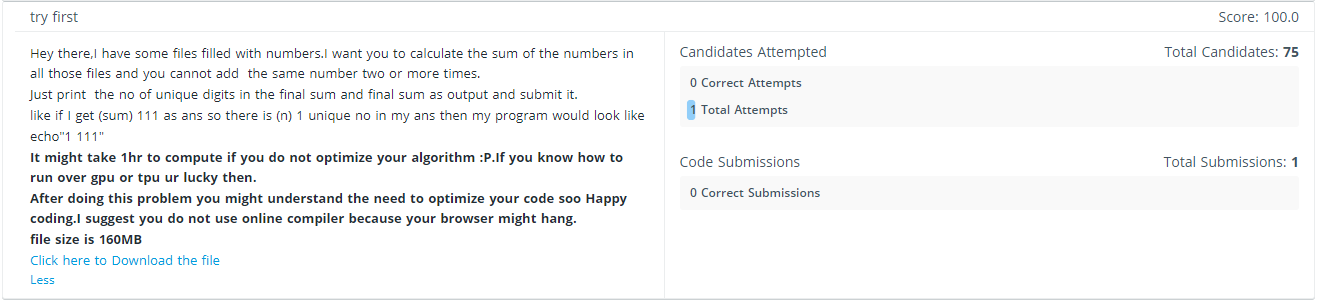 try first
Score: 100.0
Hey there,I have some files filled with numbers.I want you to calculate the sum of the numbers in
all those files and you cannot add the same number two or more times.
Just print the no of unique digits in the final sum and final sum as output and submit it.
like if I get (sum) 111 as ans so there is (n) 1 unique no in my ans then my program would look like
echo"1 111"
It might take 1hr to compute if you do not optimize your algorithm :P.If you know how to
run over gpu or tpu ur lucky then.
After doing this problem you might understand the need to optimize your code soo Happy
coding.I suggest you do not use online compiler because your browser might hang.
file size is 160MB
Click here to Download the file
Less
Candidates Attempted
Total Candidates: 75
0 Correct Attempts
1 Total Attempts
Code Submissions
Total Submissions: 1
0 Correct Submissions